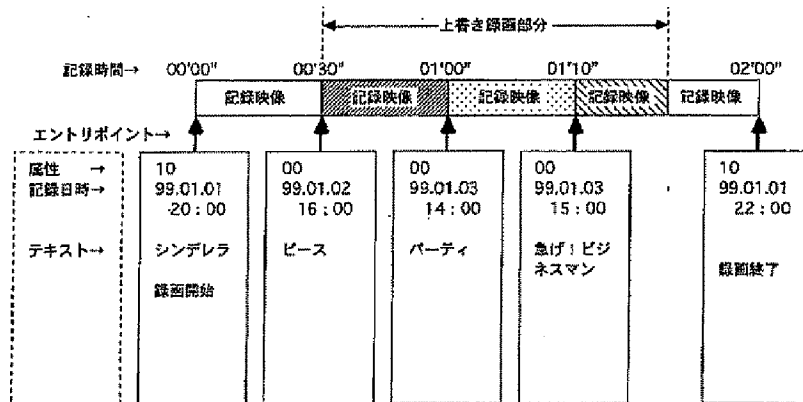 上書き録画部分
記録時間→ 00'00" 00'30" 01'00" 01'10" 02'00"
記録映像 記録映像 記録映像 記録映像 記録映像
エントリポイント→
属性 → 10 00 00 00 10
記録日時→ 99.01.01 99.01.02 99.01.03 99.01.03 99.01.01
20:00 16:00 14:00 15:00 22:00
テキスト→ シンデレラ ピース パーティ 急げ！ビジ
ネスマン
録画開始 録画終了